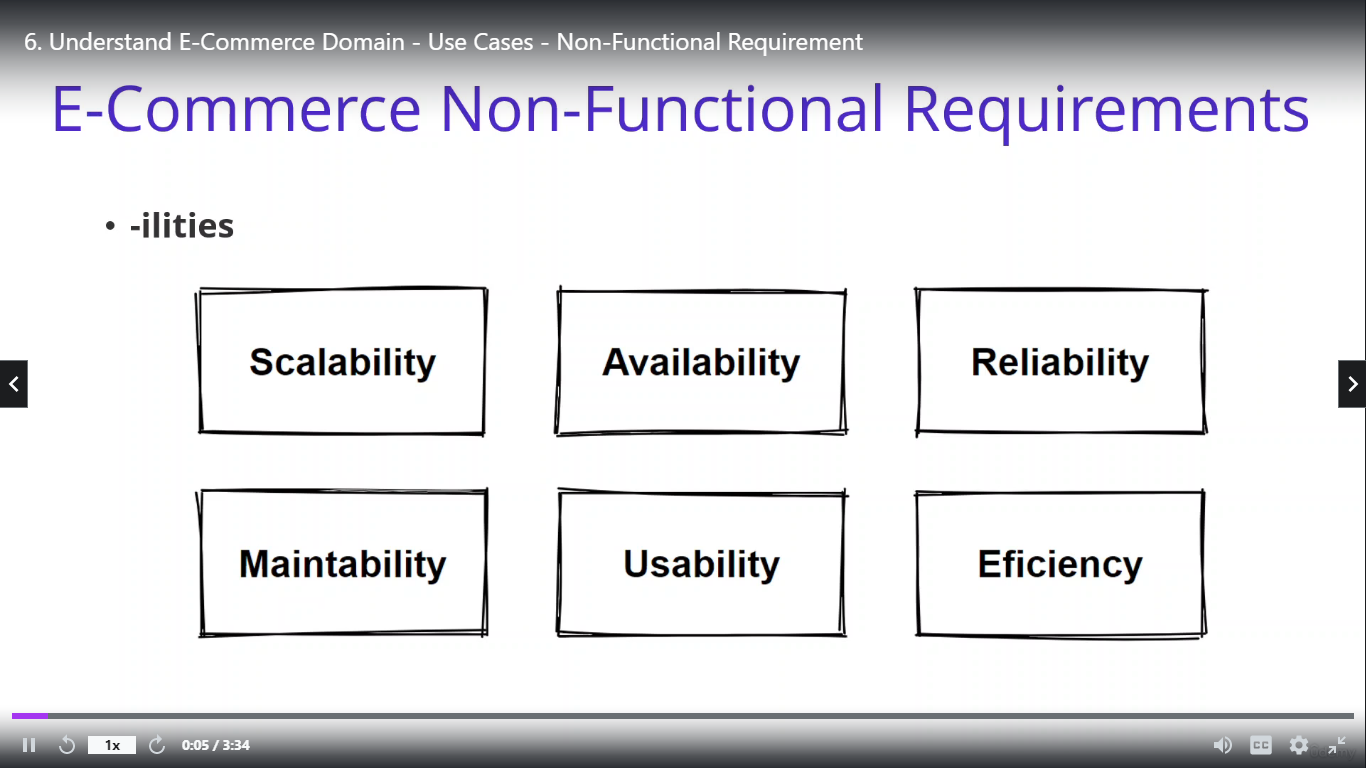 6. Understand E-Commerce Domain - Use Cases - Non-Functional Requirement
E-Commerce Non-Functional Requirements
• -ilities
Scalability Availability Reliability
Maintability Usability Eficiency
1x 0:05 / 3:34 CC